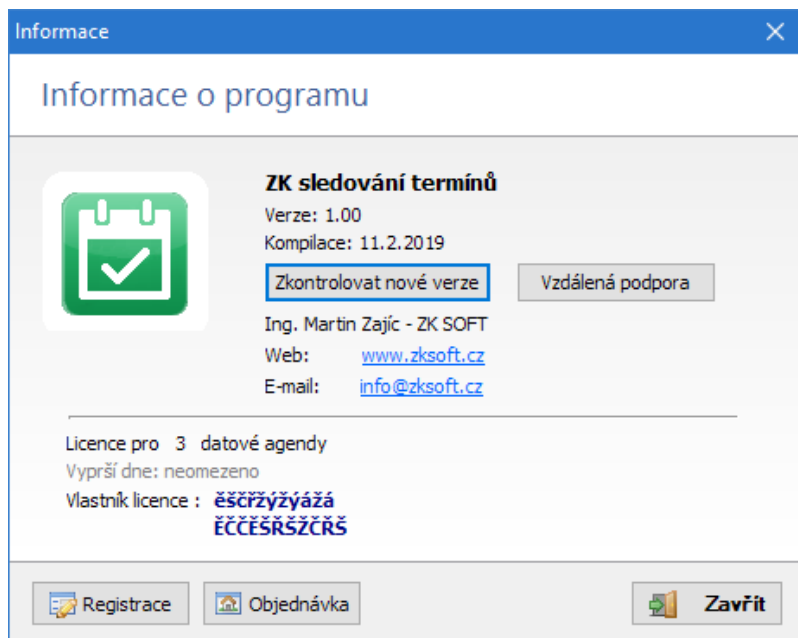 Informace
Informace o programu
ZK sledování termínů
Verze: 1.00
Kompilace: 11.2.2019
Zkontrolovat nové verze Vzdálená podpora
Ing. Martin Zajíc - ZK SOFT
Web: www.zksoft.cz
E-mail: info@zksoft.cz
Licence pro 3 datové agendy
Vyprší dne: neomezeno
Vlastník licence : ěščřžýžýážá
ĚČČĚŠŘŠŽČŘŠ
Registrace Objednávka Zavřít